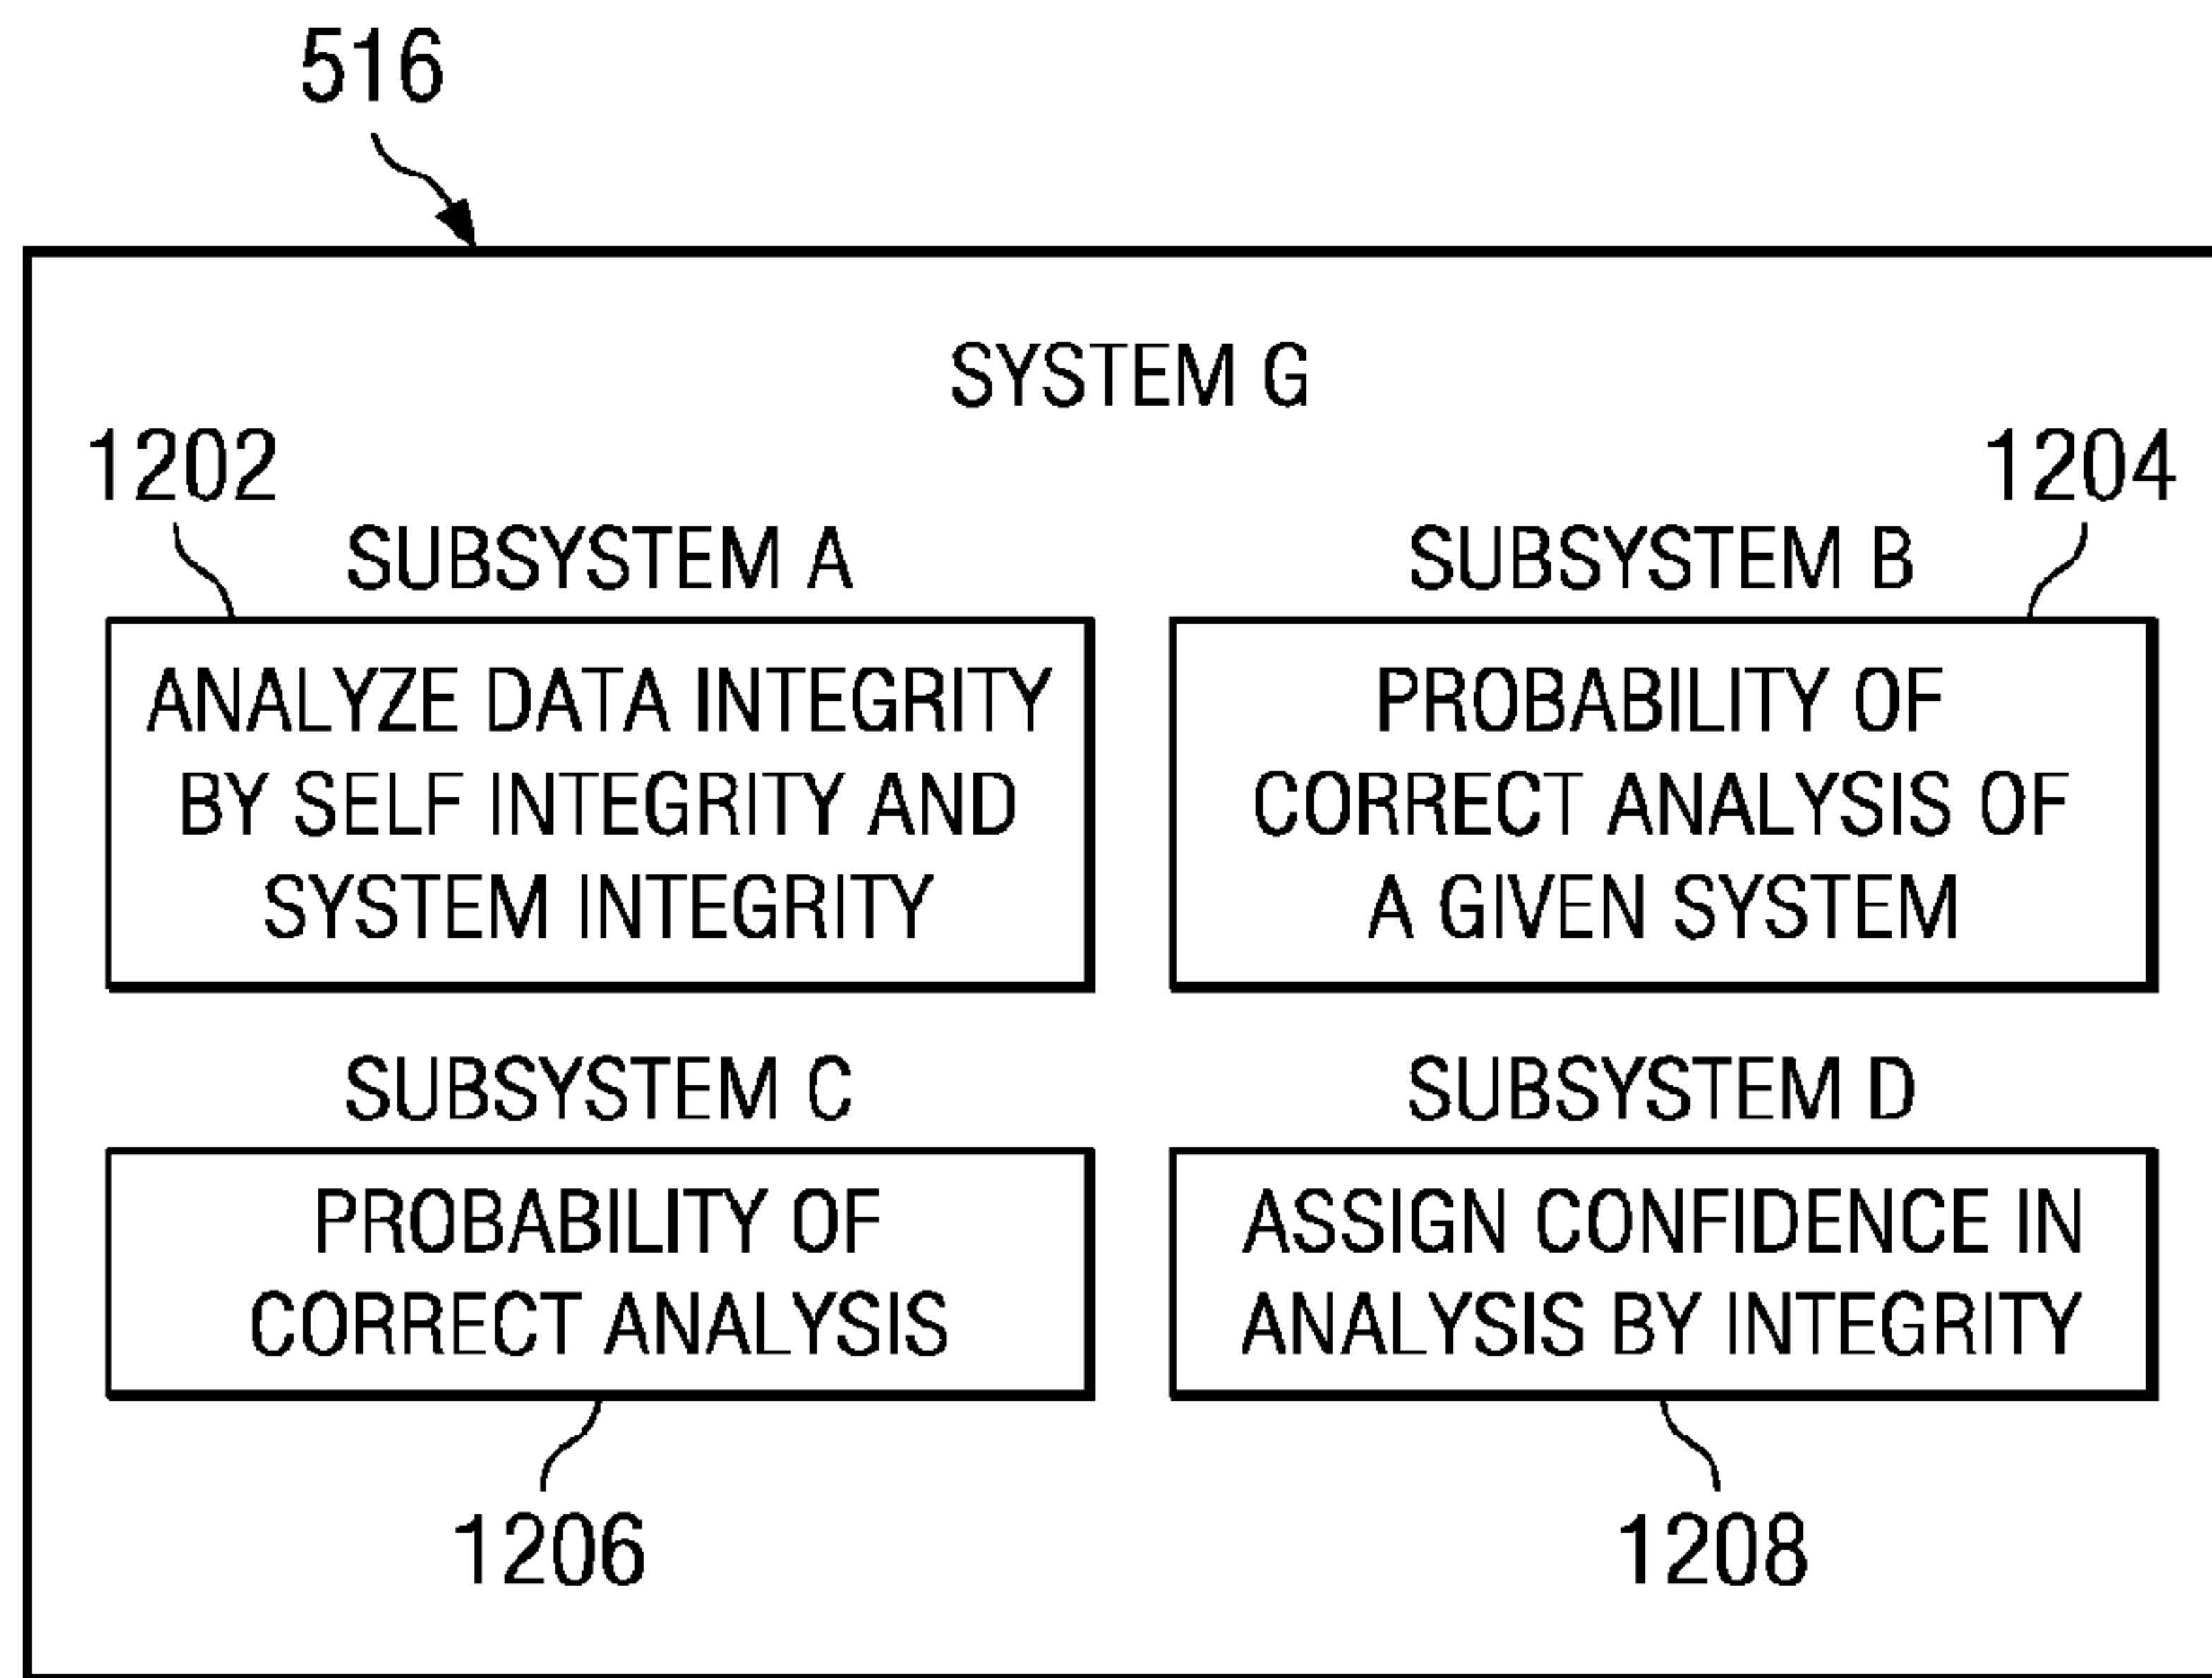 516
SYSTEM G
1202
1204
SUBSYSTEM A
SUBSYSTEM B
ANALYZE DATA INTEGRITY
BY SELF INTEGRITY AND
SYSTEM INTEGRITY
PROBABILITY OF
CORRECT ANALYSIS OF
A GIVEN SYSTEM
SUBSYSTEM C
SUBSYSTEM D
PROBABILITY OF
CORRECT ANALYSIS
ASSIGN CONFIDENCE IN
ANALYSIS BY INTEGRITY
1206
1208